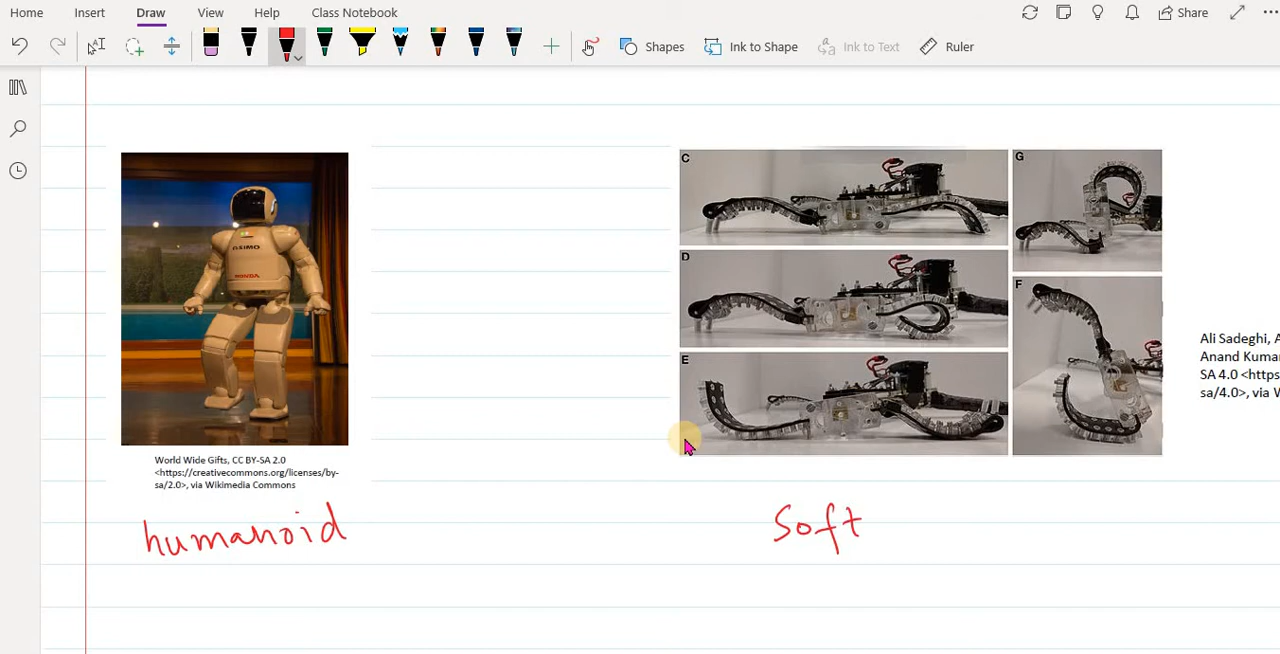 Home Insert Draw View Help Class Notebook Share
Shapes Ink to Shape Ink to Text Ruler
ASIMO
HONDA
World Wide Gifts, CC BY-SA 2.0
<https://creativecommons.org/licenses/by-
sa/2.0>, via Wikimedia Commons
humanoid
C
G
D
F
E
Ali Sadeghi, A
Anand Kumar
SA 4.0 <https
sa/4.0>, via W
Soft